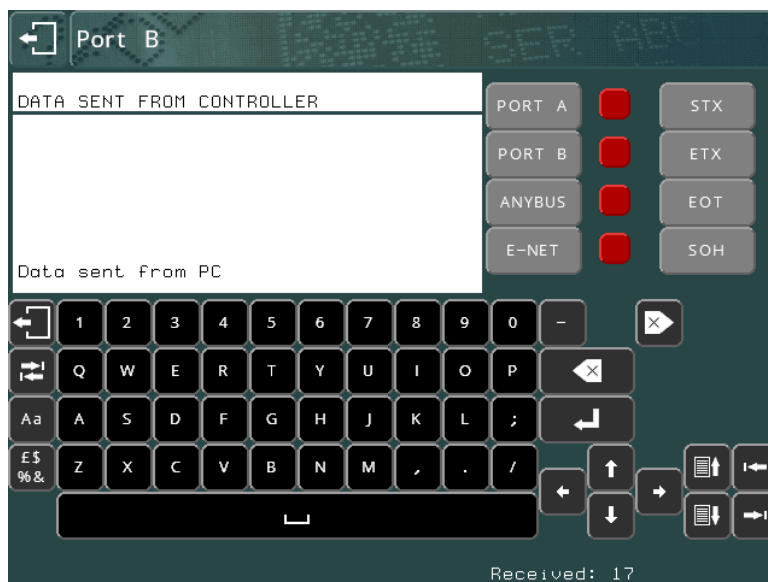 Port B
DATA SENT FROM CONTROLLER
Data sent from PC
PORT A STX
PORT B ETX
ANYBUS EOT
E-NET SOH
1 2 3 4 5 6 7 8 9 0 -
Q W E R T Y U I O P
Aa A S D F G H J K L ;
£$
%& Z X C V B N M , . /
Received: 17